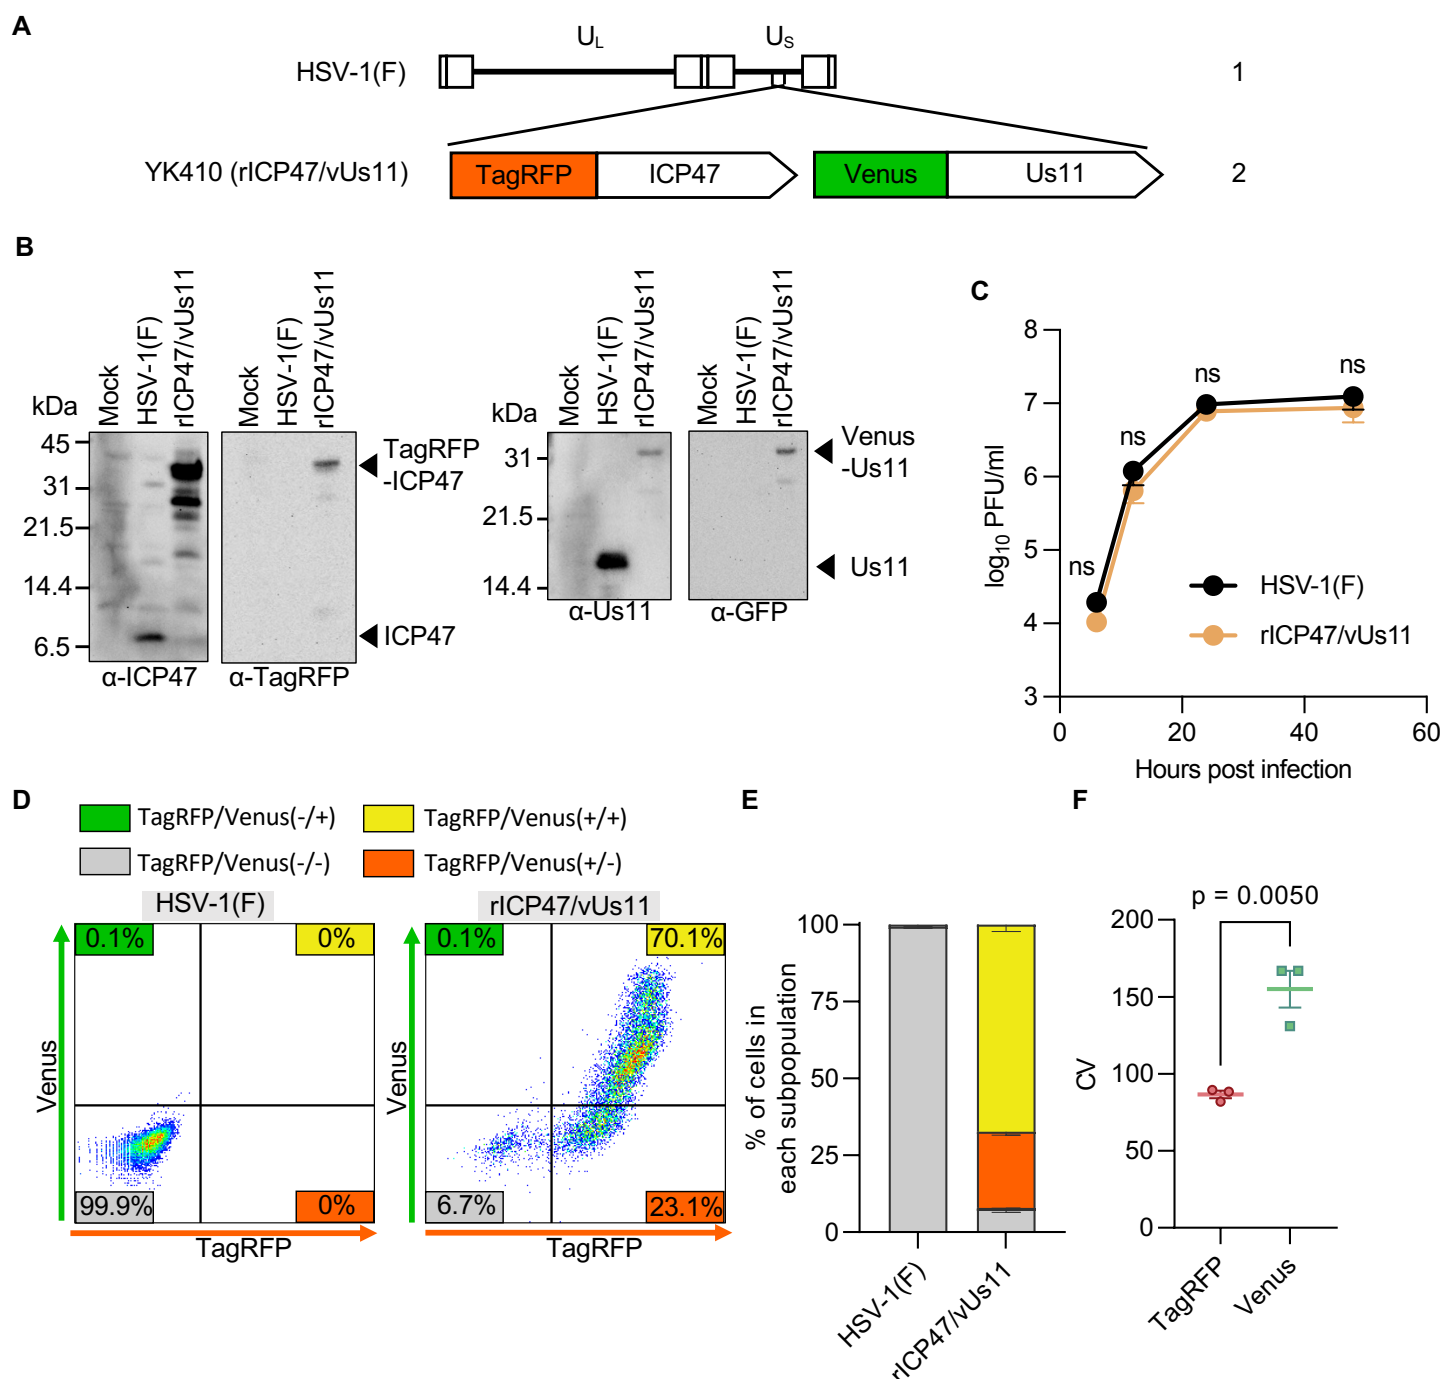 A
U_L U_S
HSV-1(F) 1
YK410 (rICP47/vUs11) TagRFP ICP47 Venus Us11 2
B
Mock HSV-1(F) rICP47/vUs11 Mock HSV-1(F) rICP47/vUs11
kDa
45
31
21.5
14.4
6.5
TagRFP
-ICP47
ICP47
α-ICP47 α-TagRFP
Mock HSV-1(F) rICP47/vUs11 Mock HSV-1(F) rICP47/vUs11
kDa
31
21.5
14.4
Venus
-Us11
Us11
α-Us11 α-GFP
C
log₁₀ PFU/ml
8
7
6
5
4
3
ns ns ns ns
HSV-1(F)
rICP47/vUs11
0 20 40 60
Hours post infection
D
TagRFP/Venus(-/+) TagRFP/Venus(+/+)
TagRFP/Venus(-/-) TagRFP/Venus(+/-)
HSV-1(F) rICP47/vUs11
0.1% 0% 0.1% 70.1%
Venus Venus
99.9% 0% 6.7% 23.1%
TagRFP TagRFP
E
% of cells in
each subpopulation
100
75
50
25
0
HSV-1(F) rICP47/vUs11
F
p = 0.0050
CV
200
150
100
50
0
TagRFP Venus